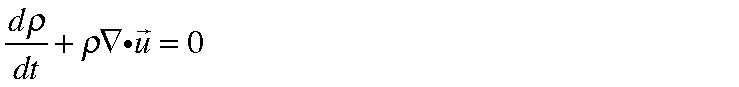 dρ/dt + ρ∇•u⃗ = 0